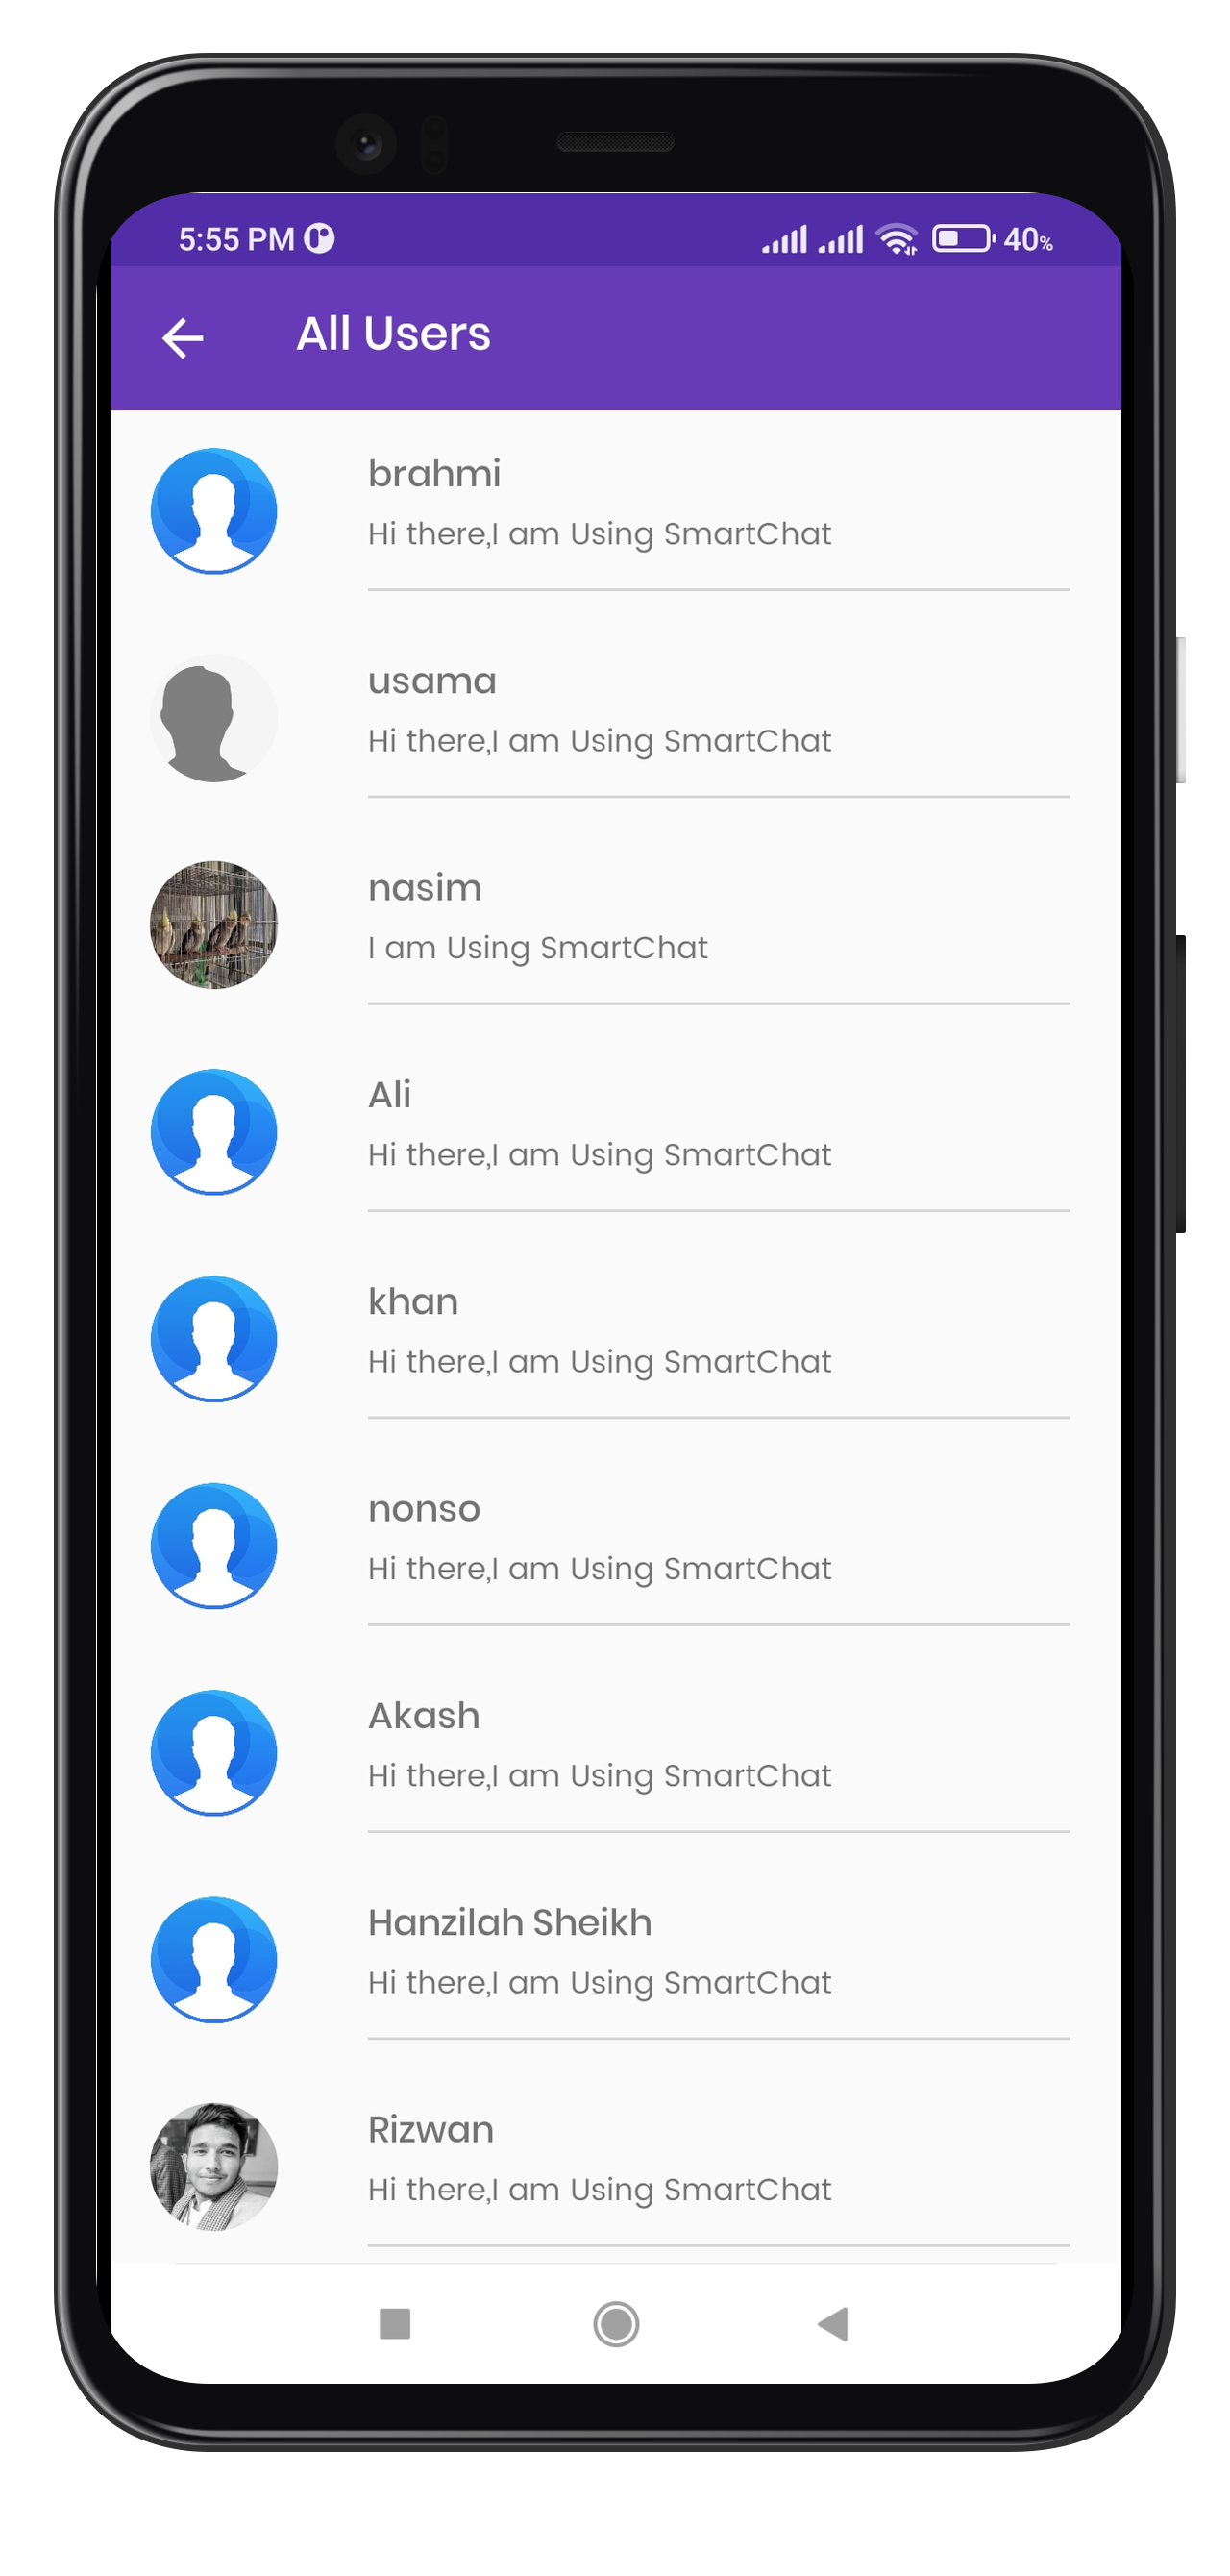 5:55 PM 40%
All Users
brahmi
Hi there,I am Using SmartChat
usama
Hi there,I am Using SmartChat
nasim
I am Using SmartChat
Ali
Hi there,I am Using SmartChat
khan
Hi there,I am Using SmartChat
nonso
Hi there,I am Using SmartChat
Akash
Hi there,I am Using SmartChat
Hanzilah Sheikh
Hi there,I am Using SmartChat
Rizwan
Hi there,I am Using SmartChat